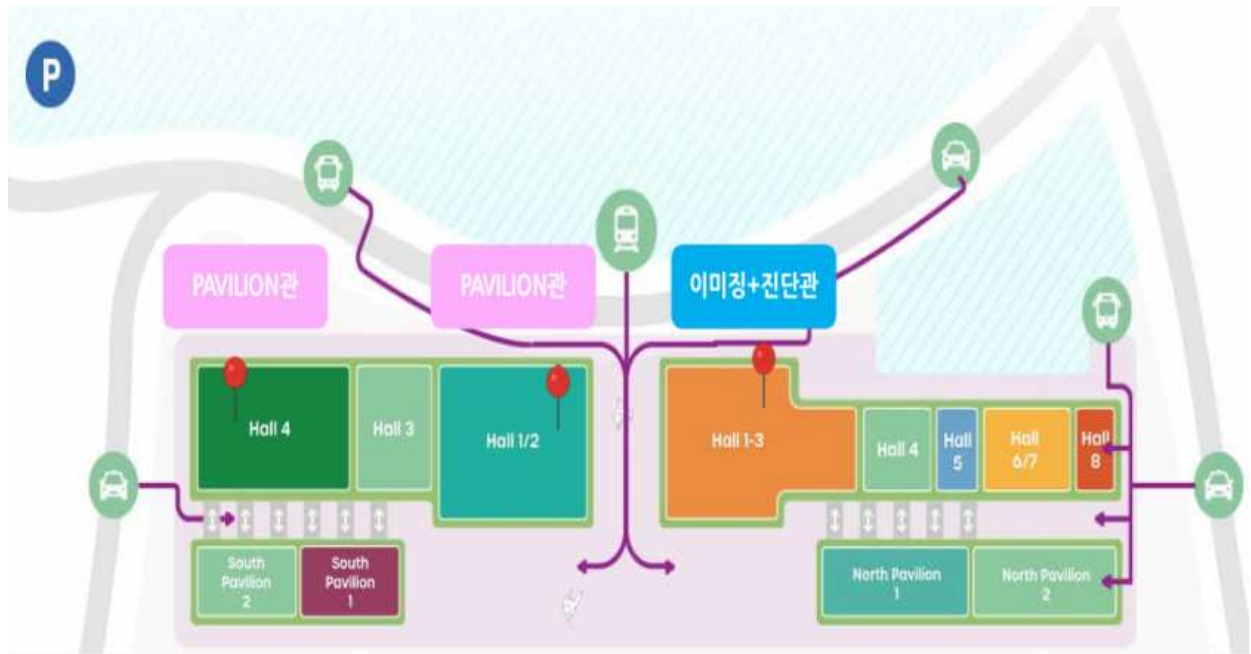 P
PAVILION관
PAVILION관
이미징+진단관
Hall 4
Hall 3
Hall 1/2
Hall 1-3
Hall 4
Hall
5
Hall
6/7
Hall
8
South
Pavilion
2
South
Pavilion
1
North Pavilion
1
North Pavilion
2